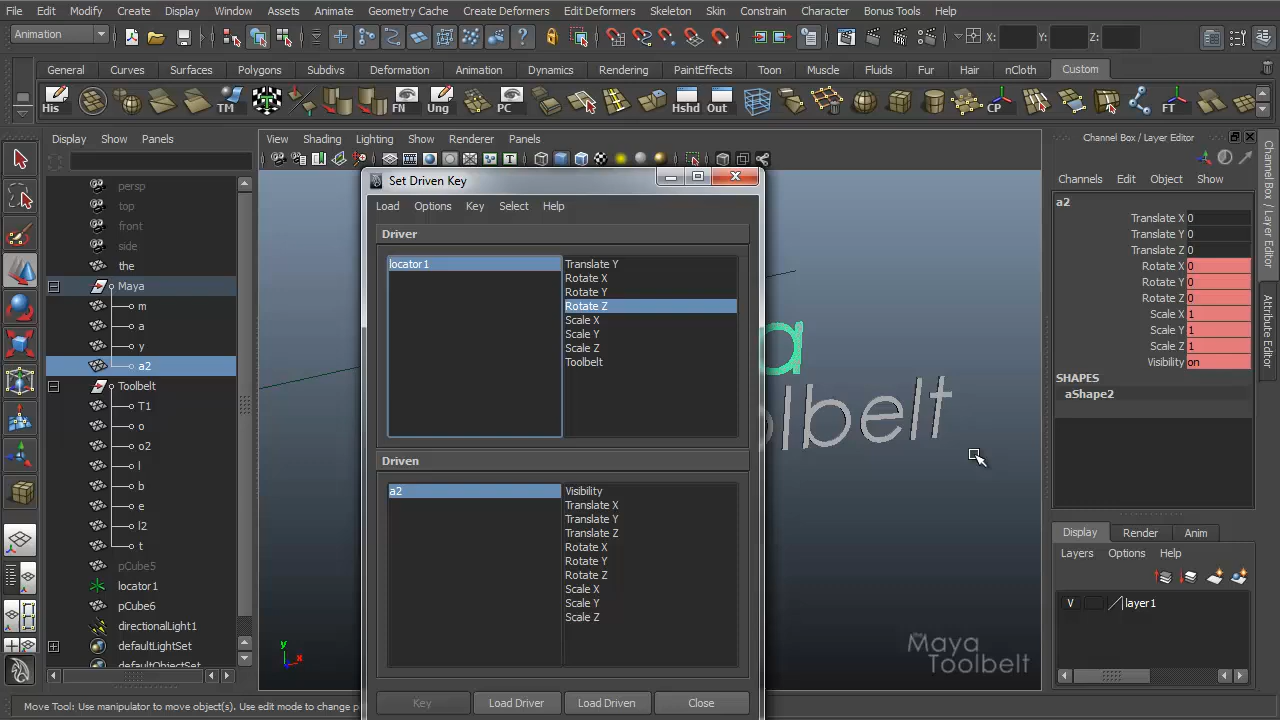 File Edit Modify Create Display Window Assets Animate Geometry Cache Create Deformers Edit Deformers Skeleton Skin Constrain Character Bonus Tools Help
Animation X: Y: Z:
General Curves Surfaces Polygons Subdivs Deformation Animation Dynamics Rendering PaintEffects Toon Muscle Fluids Fur Hair nCloth Custom
His TM FN Ung PC Hshd Out CP FT
Display Show Panels
View Shading Lighting Show Renderer Panels
Channel Box / Layer Editor
Channels Edit Object Show
persp
top
front
side
the
Maya
m
a
y
a2
Toolbelt
T1
o
o2
l
b
e
l2
t
pCube5
locator1
pCube6
directionalLight1
defaultLightSet
defaultObjectSet
Set Driven Key
Load Options Key Select Help
Driver
locator1
Translate Y
Rotate X
Rotate Y
Rotate Z
Scale X
Scale Y
Scale Z
Toolbelt
Driven
a2
Visibility
Translate X
Translate Y
Translate Z
Rotate X
Rotate Y
Rotate Z
Scale X
Scale Y
Scale Z
Key Load Driver Load Driven Close
a
olbelt
y
x
the
Maya
Toolbelt
a2
Translate X 0
Translate Y 0
Translate Z 0
Rotate X 0
Rotate Y 0
Rotate Z 0
Scale X 1
Scale Y 1
Scale Z 1
Visibility on
SHAPES
aShape2
Display Render Anim
Layers Options Help
V layer1
Channel Box / Layer Editor
Attribute Editor
Move Tool: Use manipulator to move object(s). Use edit mode to change p